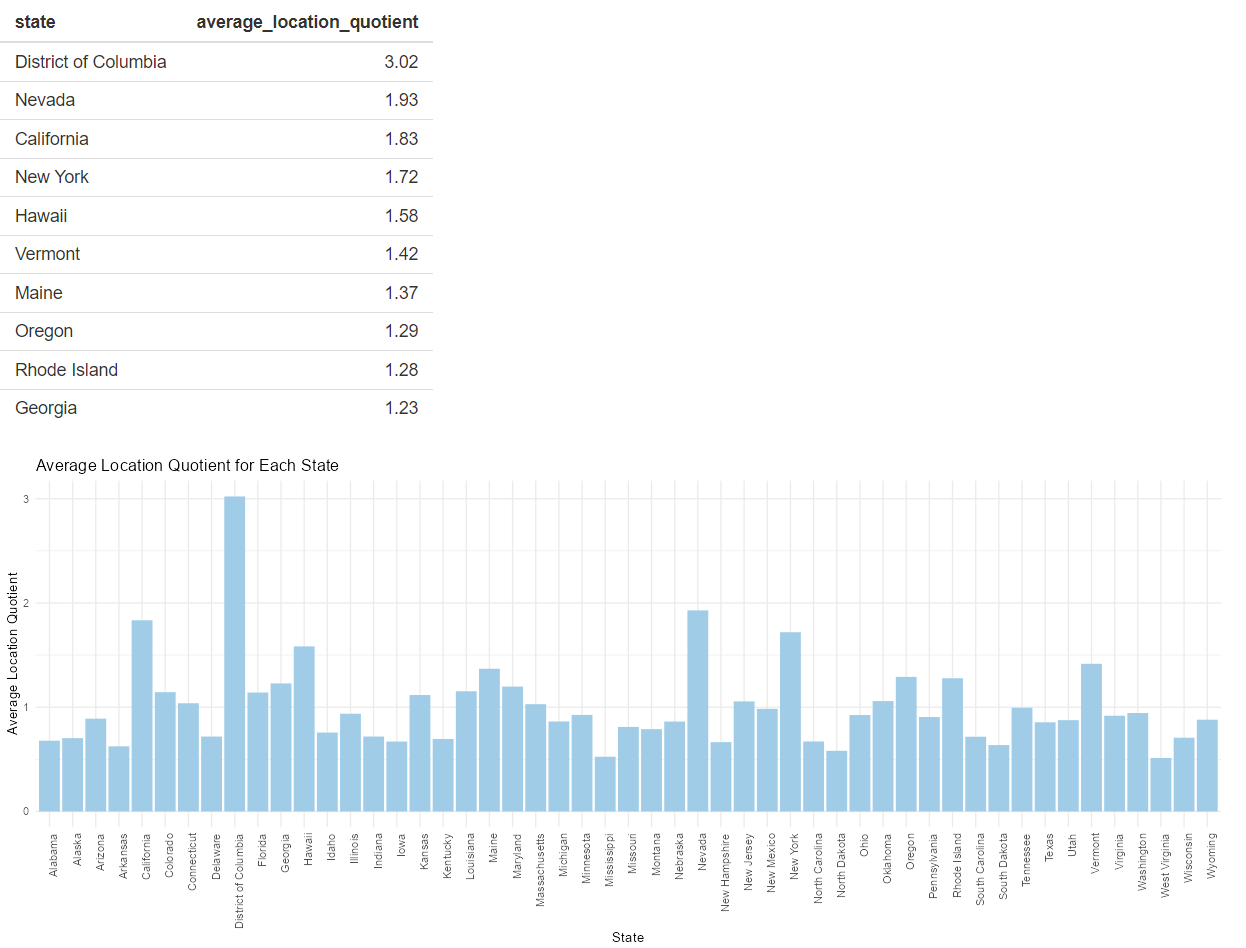 state average_location_quotient
District of Columbia 3.02
Nevada 1.93
California 1.83
New York 1.72
Hawaii 1.58
Vermont 1.42
Maine 1.37
Oregon 1.29
Rhode Island 1.28
Georgia 1.23
Average Location Quotient for Each State
Average Location Quotient
3
2
1
0
Alabama
Alaska
Arizona
Arkansas
California
Colorado
Connecticut
Delaware
District of Columbia
Florida
Georgia
Hawaii
Idaho
Illinois
Indiana
Iowa
Kansas
Kentucky
Louisiana
Maine
Maryland
Massachusetts
Michigan
Minnesota
Mississippi
Missouri
Montana
Nebraska
Nevada
New Hampshire
New Jersey
New Mexico
New York
North Carolina
North Dakota
Ohio
Oklahoma
Oregon
Pennsylvania
Rhode Island
South Carolina
South Dakota
Tennessee
Texas
Utah
Vermont
Virginia
Washington
West Virginia
Wisconsin
Wyoming
State